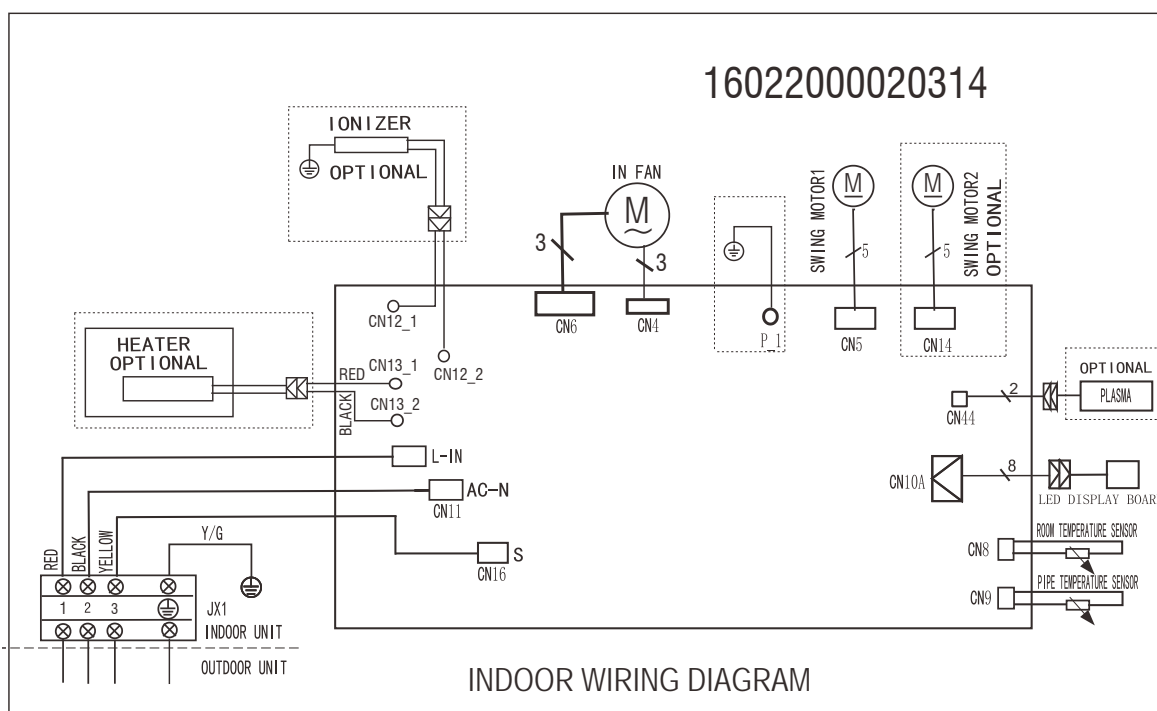 16022000020314
IONIZER
OPTIONAL
IN FAN
M
3
3
CN6
CN4
P_1
SWING MOTOR1
M
5
CN5
SWING MOTOR2
OPTIONAL
M
5
CN14
CN12_1
CN12_2
HEATER
OPTIONAL
RED
CN13_1
BLACK
CN13_2
OPTIONAL
PLASMA
2
CN44
L-IN
AC-N
CN11
8
CN10A
LED DISPLAY BOAR
S
CN16
ROOM TEMPERATURE SENSOR
CN8
PIPE TEMPERATURE SENSOR
CN9
RED
BLACK
YELLOW
Y/G
1 2 3
JX1
INDOOR UNIT
OUTDOOR UNIT
INDOOR WIRING DIAGRAM